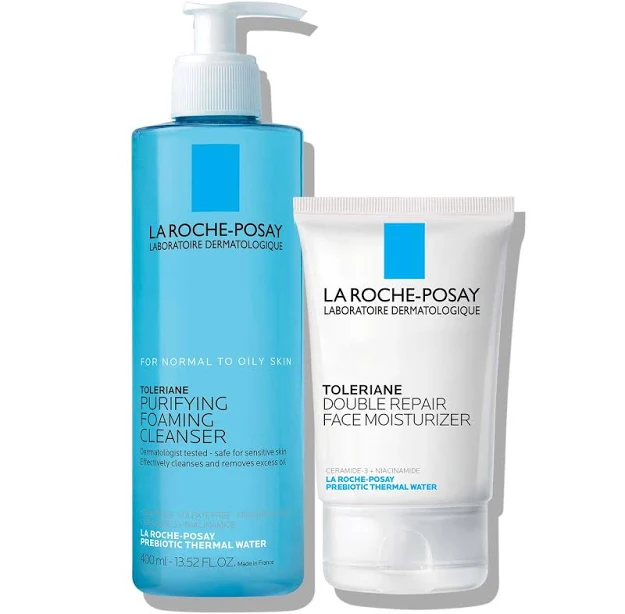 LA ROCHE-POSAY
LABORATOIRE DERMATOLOGIQUE
FOR NORMAL TO OILY SKIN
TOLERIANE
PURIFYING
FOAMING
CLEANSER
Dermatologist tested - safe for sensitive skin
Effectively cleanses and removes excess oil
LA ROCHE-POSAY
PREBIOTIC THERMAL WATER
400 ml - 13.52 FL.OZ. Made in France
LA ROCHE-POSAY
LABORATOIRE DERMATOLOGIQUE
TOLERIANE
DOUBLE REPAIR
FACE MOISTURIZER
CERAMIDE-3 + NIACINAMIDE
LA ROCHE-POSAY
PREBIOTIC THERMAL WATER